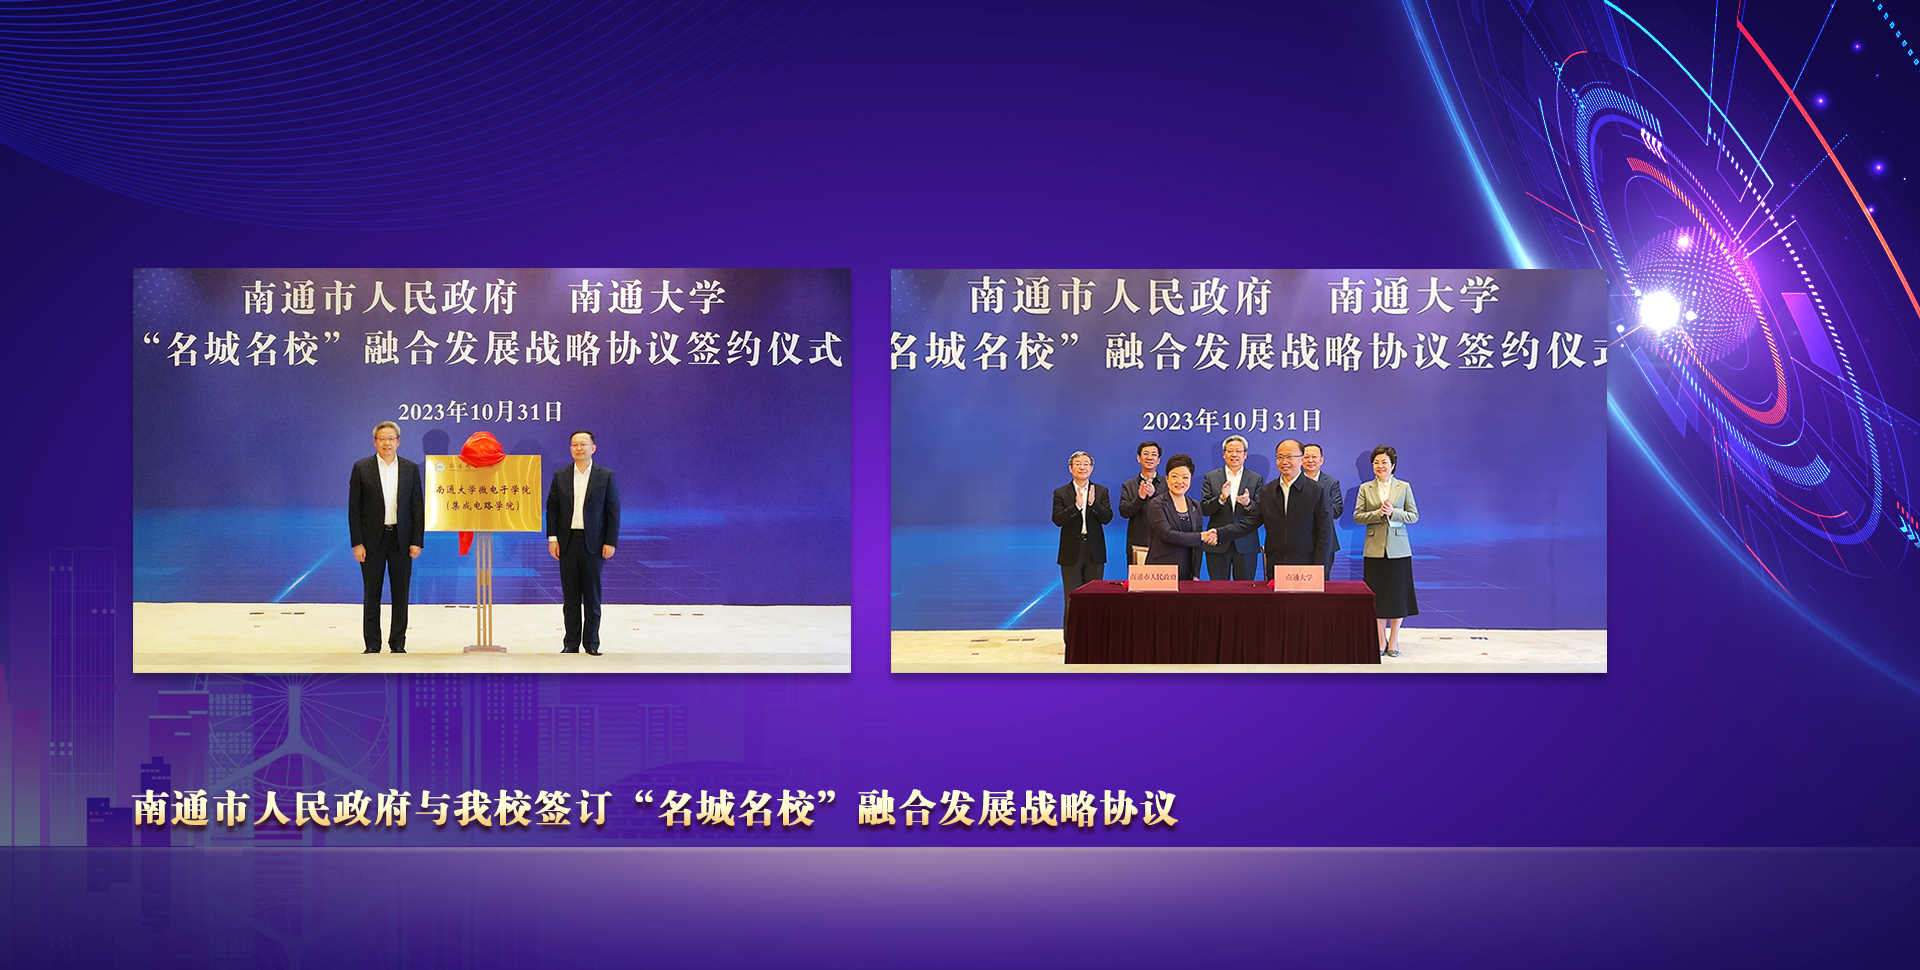 南通市人民政府 南通大学
“名城名校”融合发展战略协议签约仪式
2023年10月31日
南通大学微电子学院
(集成电路学院)
南通市人民政府 南通大学
名城名校”融合发展战略协议签约仪式
2023年10月31日
南通市人民政府
南通大学
南通市人民政府与我校签订“名城名校”融合发展战略协议